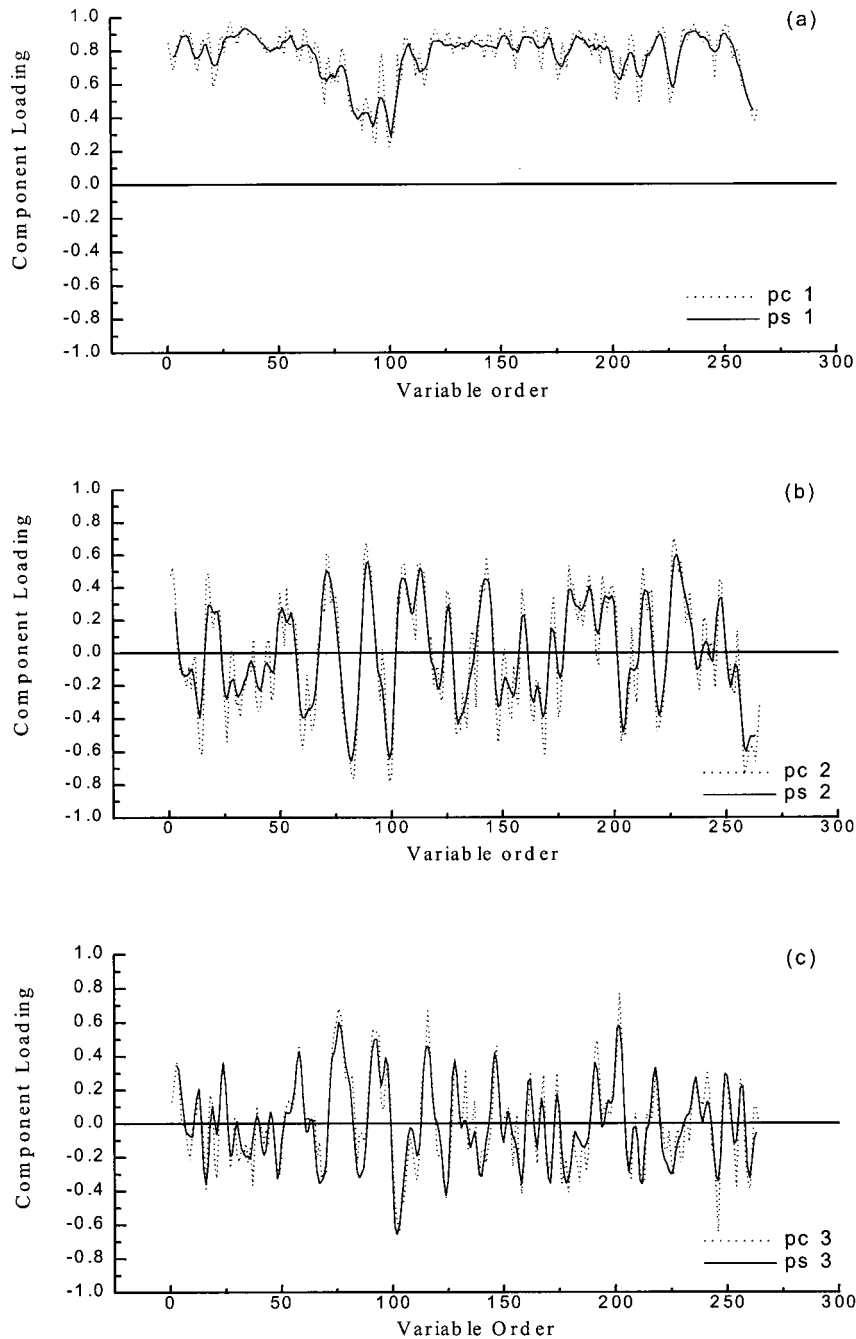 (a)
Component Loading
1.0
0.8
0.6
0.4
0.2
0.0
-0.2
-0.4
-0.6
-0.8
-1.0
pc 1
ps 1
0 50 100 150 200 250 300
Variable order
(b)
Component Loading
1.0
0.8
0.6
0.4
0.2
0.0
-0.2
-0.4
-0.6
-0.8
-1.0
pc 2
ps 2
0 50 100 150 200 250 300
Variable order
(c)
Component Loading
1.0
0.8
0.6
0.4
0.2
0.0
-0.2
-0.4
-0.6
-0.8
-1.0
pc 3
ps 3
0 50 100 150 200 250 300
Variable Order